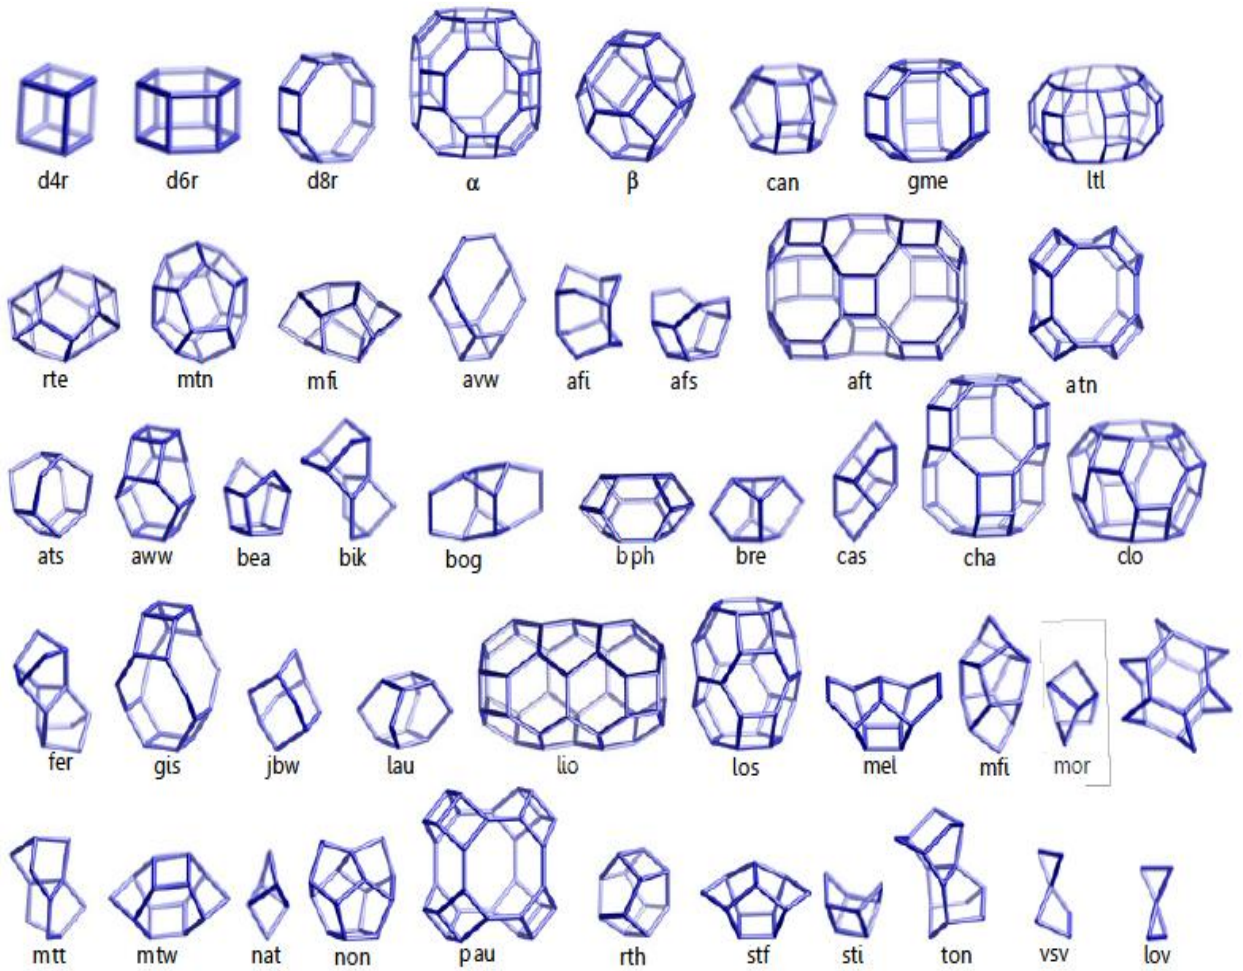 d4r d6r d8r α β can gme ltl
rte mtn mfi avw afi afs aft atn
ats aww bea bik bog bph bre cas cha clo
fer gis jbw lau lio los mel mfi mor
mtt mtw nat non pau rth stf sti ton vsv lov